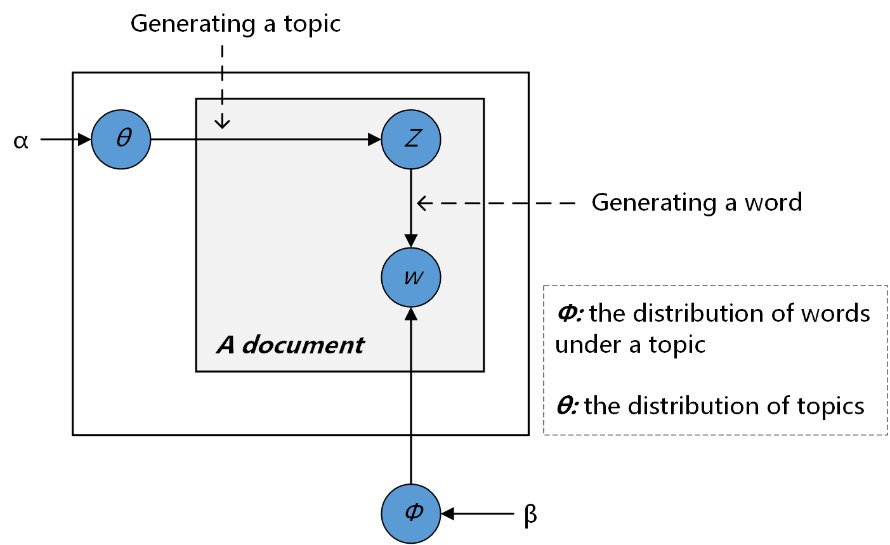 Generating a topic
α
θ
Z
Generating a word
w
A document
Φ: the distribution of words
under a topic
θ: the distribution of topics
Φ
β